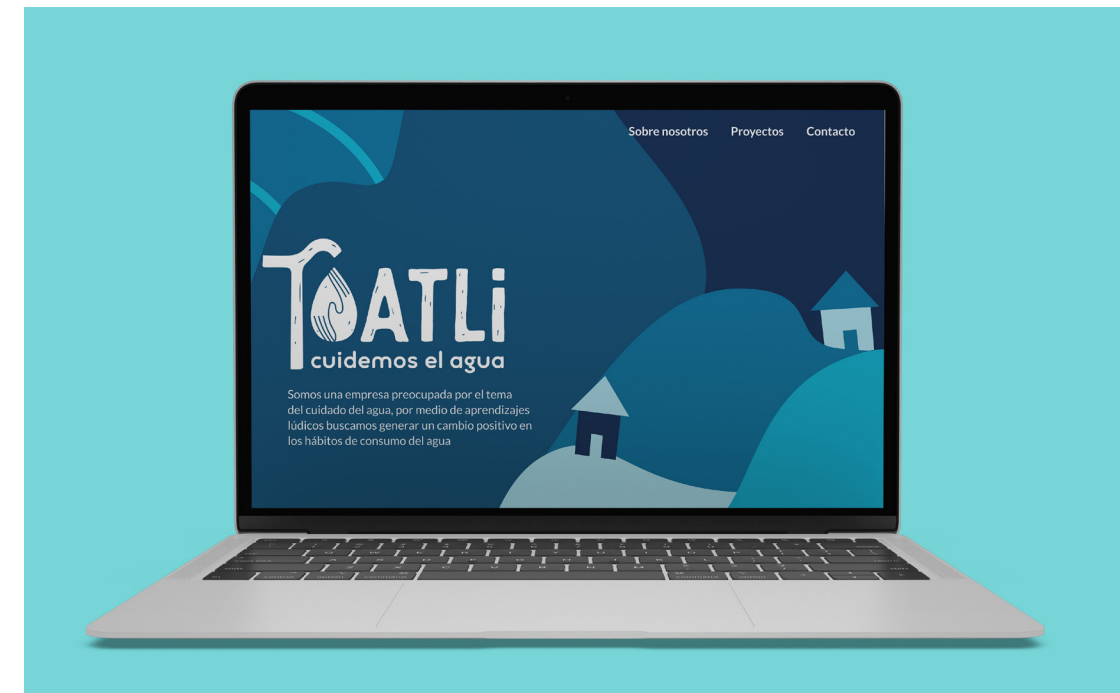 Sobre nosotros Proyectos Contacto
TOATLi
cuidemos el agua
Somos una empresa preocupada por el tema
del cuidado del agua, por medio de aprendizajes
lúdicos buscamos generar un cambio positivo en
los hábitos de consumo del agua